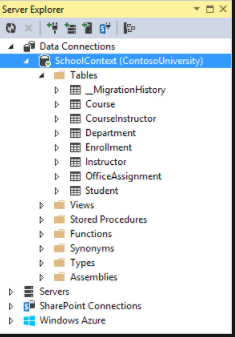 Server Explorer
Data Connections
SchoolContext (ContosoUniversity)
Tables
__MigrationHistory
Course
CourseInstructor
Department
Enrollment
Instructor
OfficeAssignment
Student
Views
Stored Procedures
Functions
Synonyms
Types
Assemblies
Servers
SharePoint Connections
Windows Azure